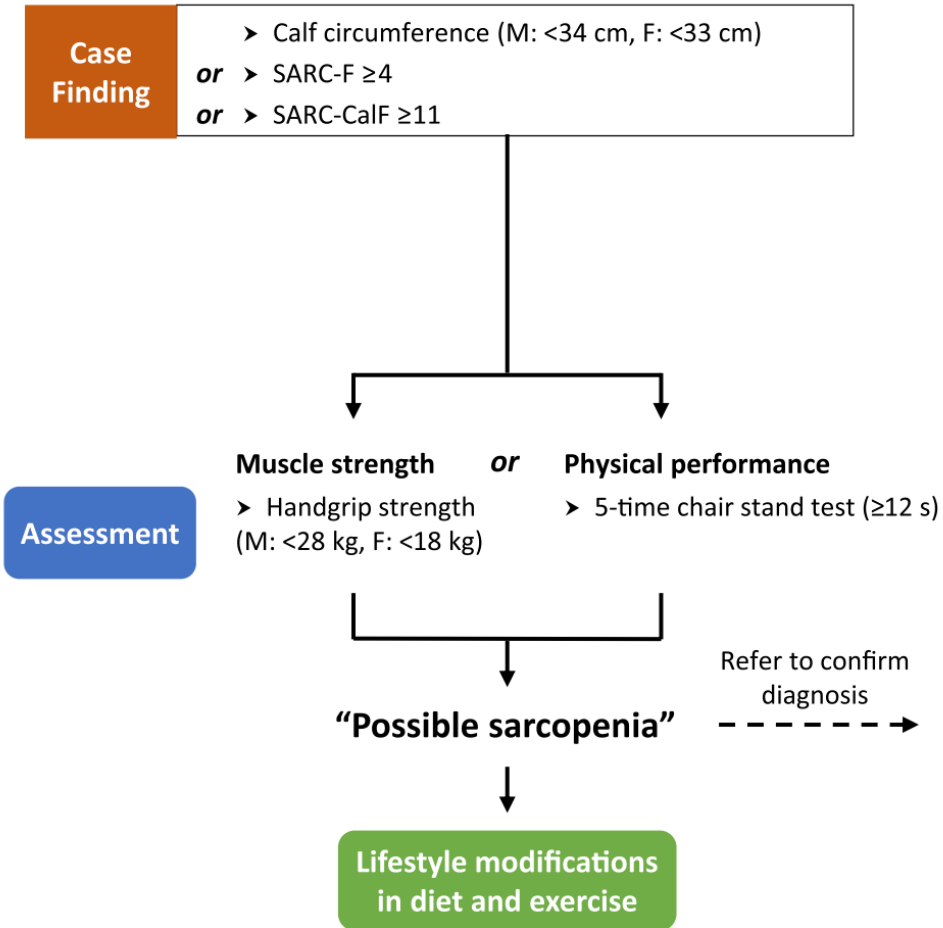 Case
Finding
➤ Calf circumference (M: <34 cm, F: <33 cm)
or ➤ SARC-F ≥4
or ➤ SARC-CalF ≥11
Muscle strength or Physical performance
➤ Handgrip strength
(M: <28 kg, F: <18 kg)
➤ 5-time chair stand test (≥12 s)
Assessment
Refer to confirm
diagnosis
“Possible sarcopenia”
Lifestyle modifications
in diet and exercise